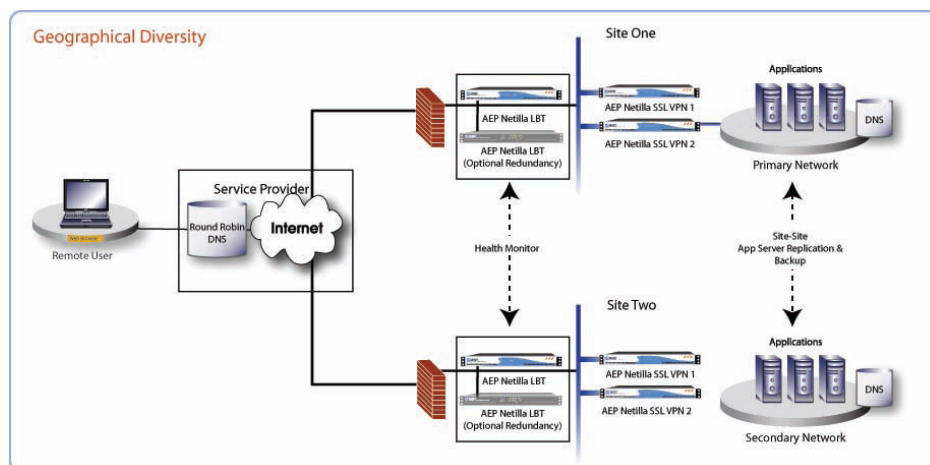 Geographical Diversity
Site One
Applications
AEP Netilla LBT
AEP Netilla SSL VPN 1
AEP Netilla LBT
(Optional Redundancy)
AEP Netilla SSL VPN 2
DNS
Primary Network
Service Provider
Round Robin
DNS
Internet
Web Browser
Remote User
Health Monitor
Site-Site
App Server Replication &
Backup
Site Two
Applications
AEP Netilla LBT
AEP Netilla SSL VPN 1
AEP Netilla LBT
(Optional Redundancy)
AEP Netilla SSL VPN 2
DNS
Secondary Network